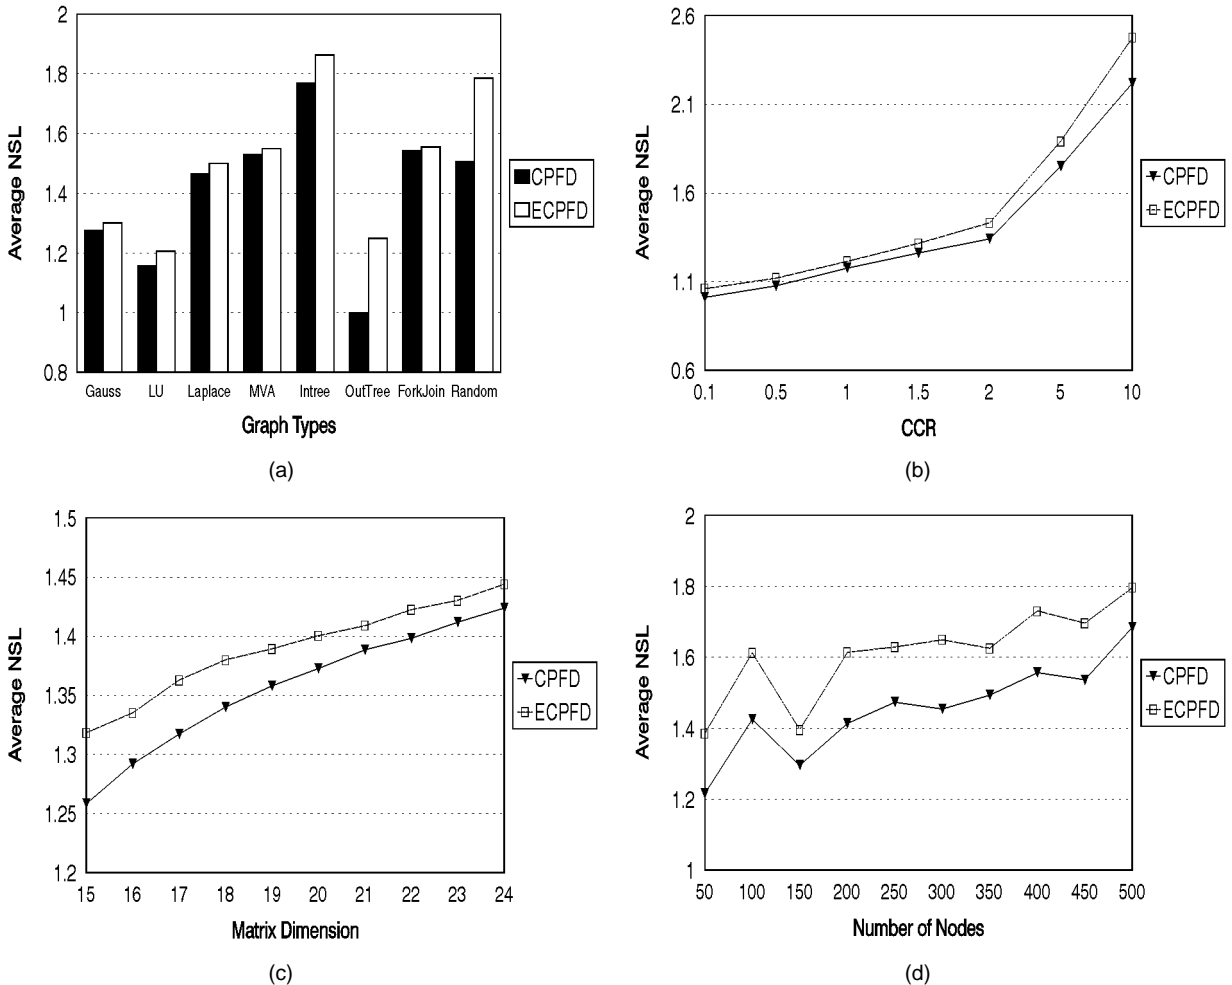 2
1.8
1.6
1.4
1.2
1
0.8
Average NSL
Gauss LU Laplace MVA Intree OutTree ForkJoin Random
Graph Types
CPFD
ECPFD
(a)
2.6
2.1
1.6
1.1
0.6
Average NSL
0.1 0.5 1 1.5 2 5 10
CCR
CPFD
ECPFD
(b)
1.5
1.45
1.4
1.35
1.3
1.25
1.2
Average NSL
15 16 17 18 19 20 21 22 23 24
Matrix Dimension
CPFD
ECPFD
(c)
2
1.8
1.6
1.4
1.2
1
Average NSL
50 100 150 200 250 300 350 400 450 500
Number of Nodes
CPFD
ECPFD
(d)